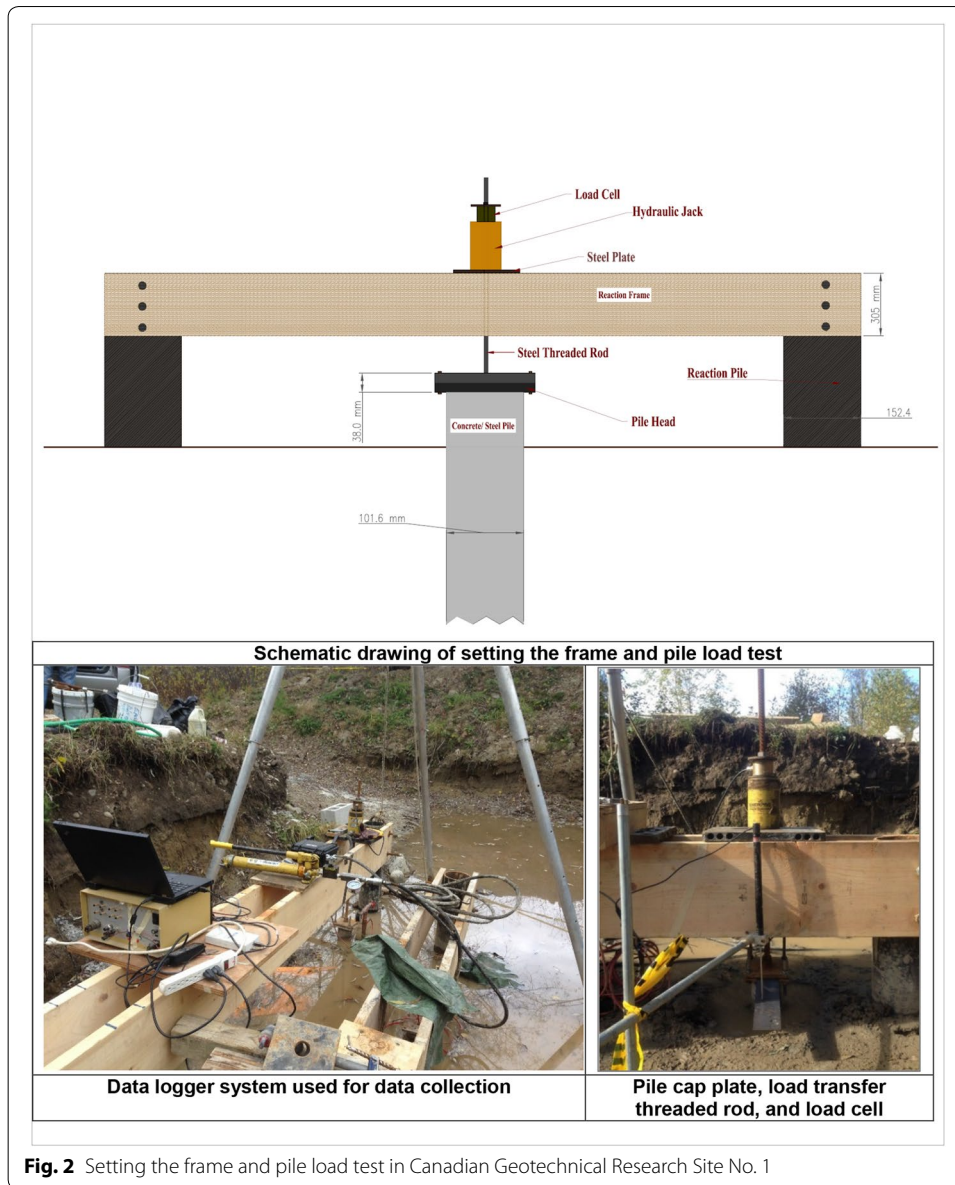 Load Cell
Hydraulic Jack
Steel Plate
Reaction Frame
305 mm
Steel Threaded Rod
Reaction Pile
38.0 mm
152.4
Pile Head
Concrete/ Steel Pile
101.6 mm
Schematic drawing of setting the frame and pile load test
Data logger system used for data collection
Pile cap plate, load transfer
threaded rod, and load cell
Fig. 2 Setting the frame and pile load test in Canadian Geotechnical Research Site No. 1